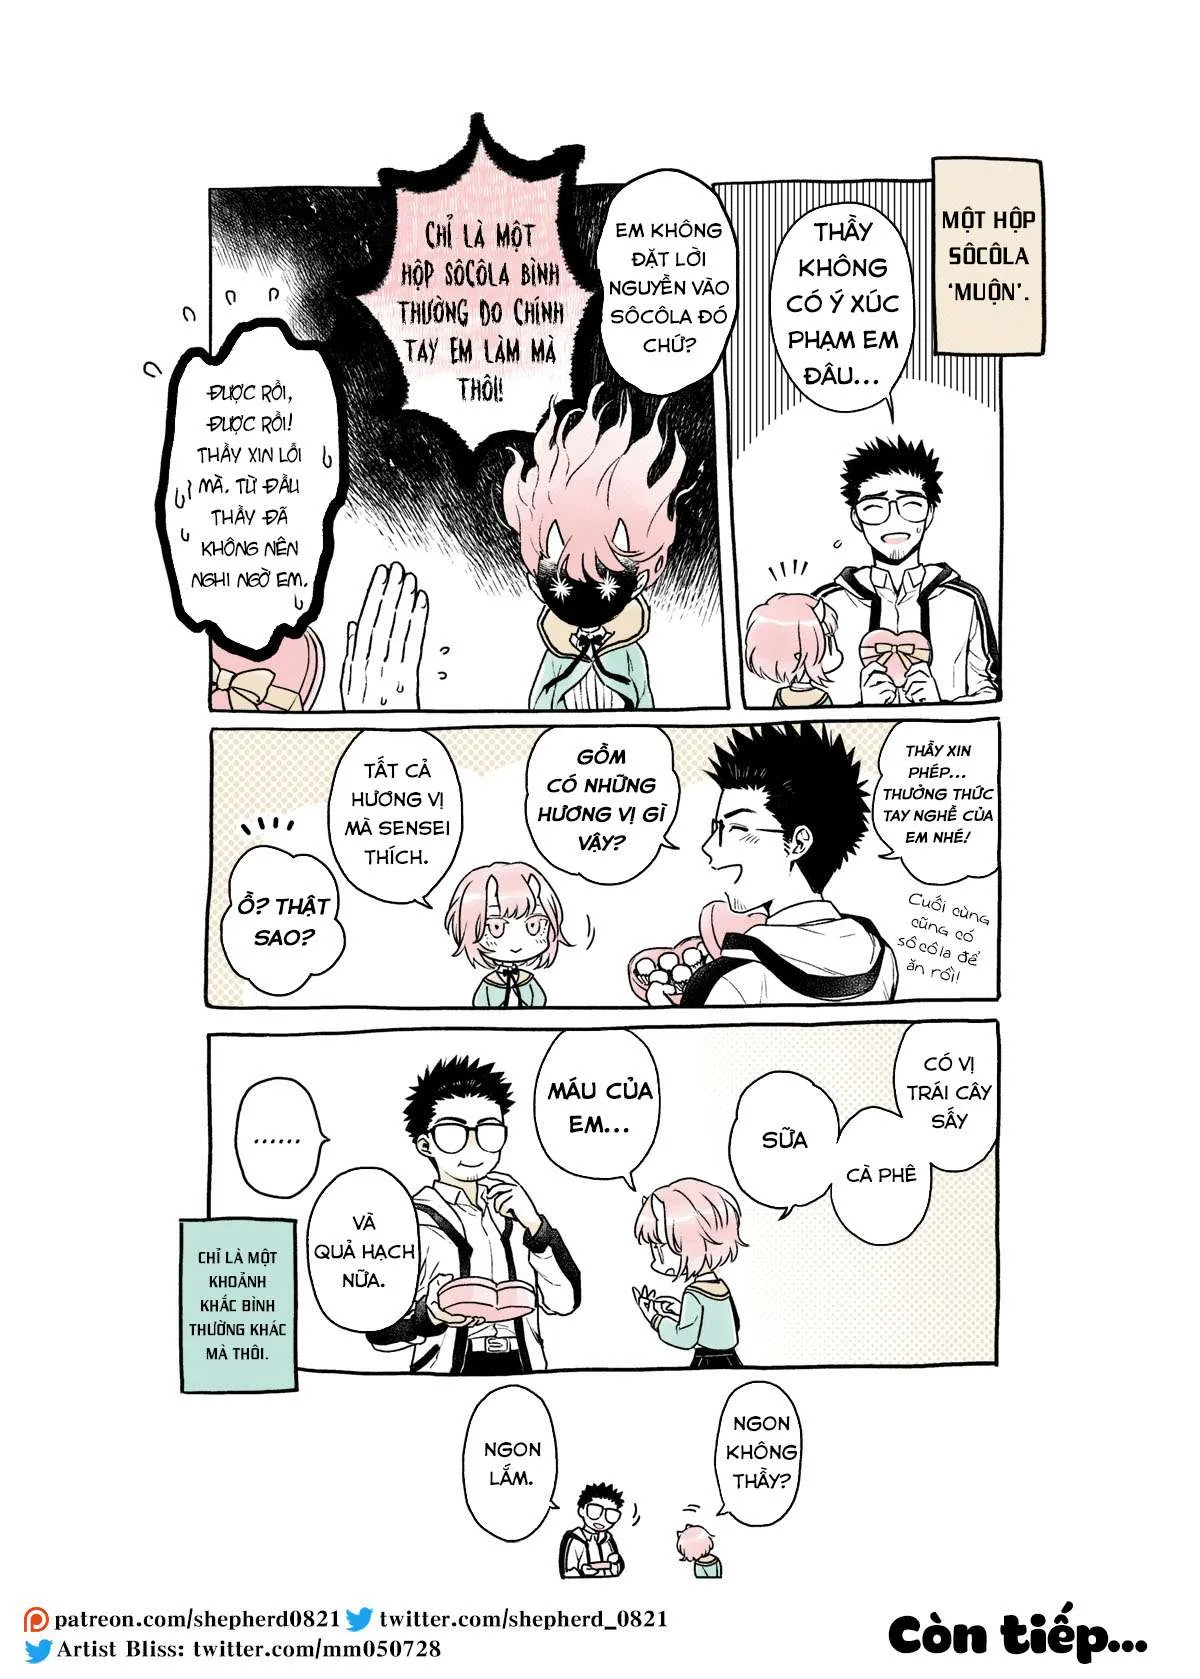 MỘT HỘP
SÔCÔLA
‘MUỘN’.
THẦY
KHÔNG
CÓ Ý XÚC
PHẠM EM
ĐÂU...
EM KHÔNG
ĐẶT LỜI
NGUYỀN VÀO
SÔCÔLA ĐÓ
CHỨ?
CHỈ LÀ MỘT
HỘP SÔCÔLA BÌNH
THƯỜNG DO CHÍNH
TAY EM LÀM MÀ
THÔI!
ĐƯỢC RỒI,
ĐƯỢC RỒI!
THẦY XIN LỖI
MÀ. TỪ ĐẦU
THẦY ĐÃ
KHÔNG NÊN
NGHI NGỜ EM.
THẦY XIN
PHÉP...
THƯỞNG THỨC
TAY NGHỀ CỦA
EM NHÉ!
Cuối cùng
cũng có
sôcôla để
ăn rồi!
GỒM
CÓ NHỮNG
HƯƠNG VỊ GÌ
VẬY?
TẤT CẢ
HƯƠNG VỊ
MÀ SENSEI
THÍCH.
Ồ? THẬT
SAO?
CÓ VỊ
TRÁI CÂY
SẤY
CÀ PHÊ
SỮA
MÁU CỦA
EM...
VÀ
QUẢ HẠCH
NỮA.
......
CHỈ LÀ MỘT
KHOẢNH
KHẮC BÌNH
THƯỜNG KHÁC
MÀ THÔI.
NGON
KHÔNG
THẦY?
NGON
LẮM.
patreon.com/shepherd0821 twitter.com/shepherd_0821
Artist Bliss: twitter.com/mm050728
Còn tiếp...